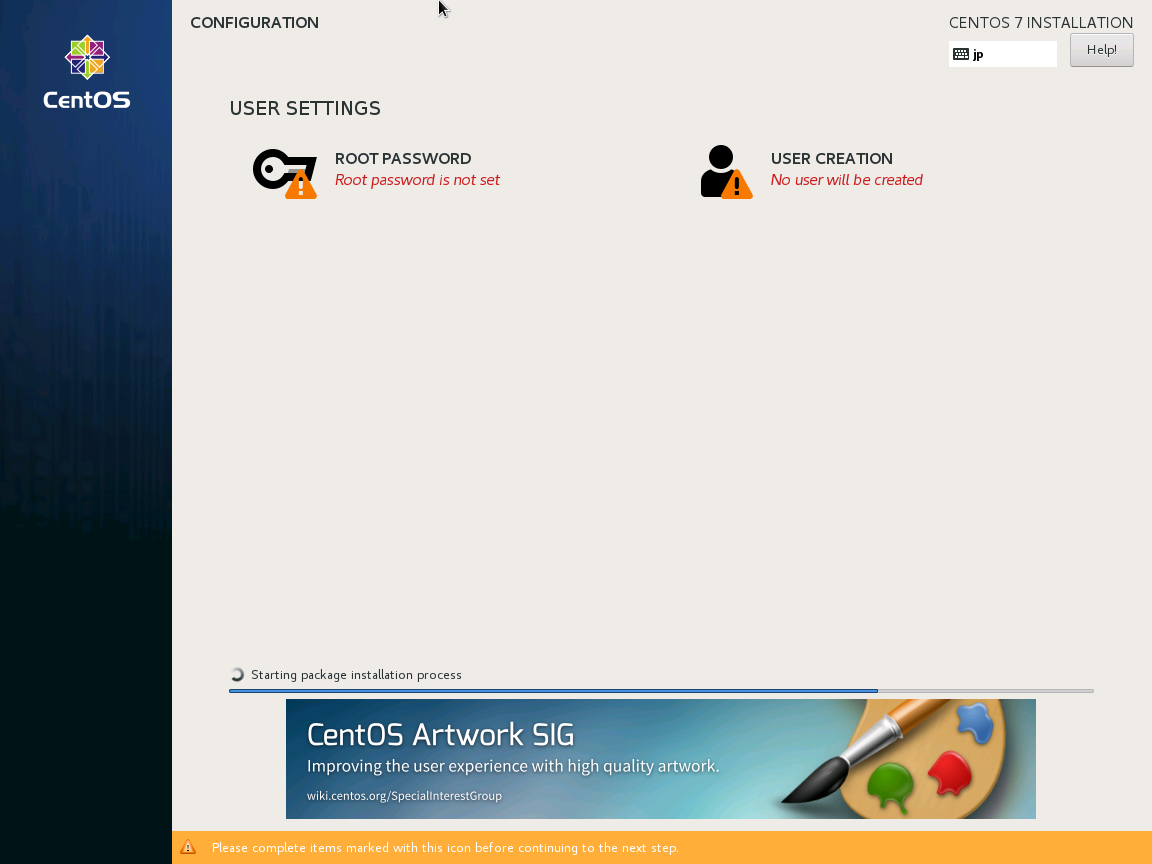 CentOS
CONFIGURATION
CENTOS 7 INSTALLATION
jp
Help!
USER SETTINGS
ROOT PASSWORD
Root password is not set
USER CREATION
No user will be created
Starting package installation process
CentOS Artwork SIG
Improving the user experience with high quality artwork.
wiki.centos.org/SpecialInterestGroup
Please complete items marked with this icon before continuing to the next step.